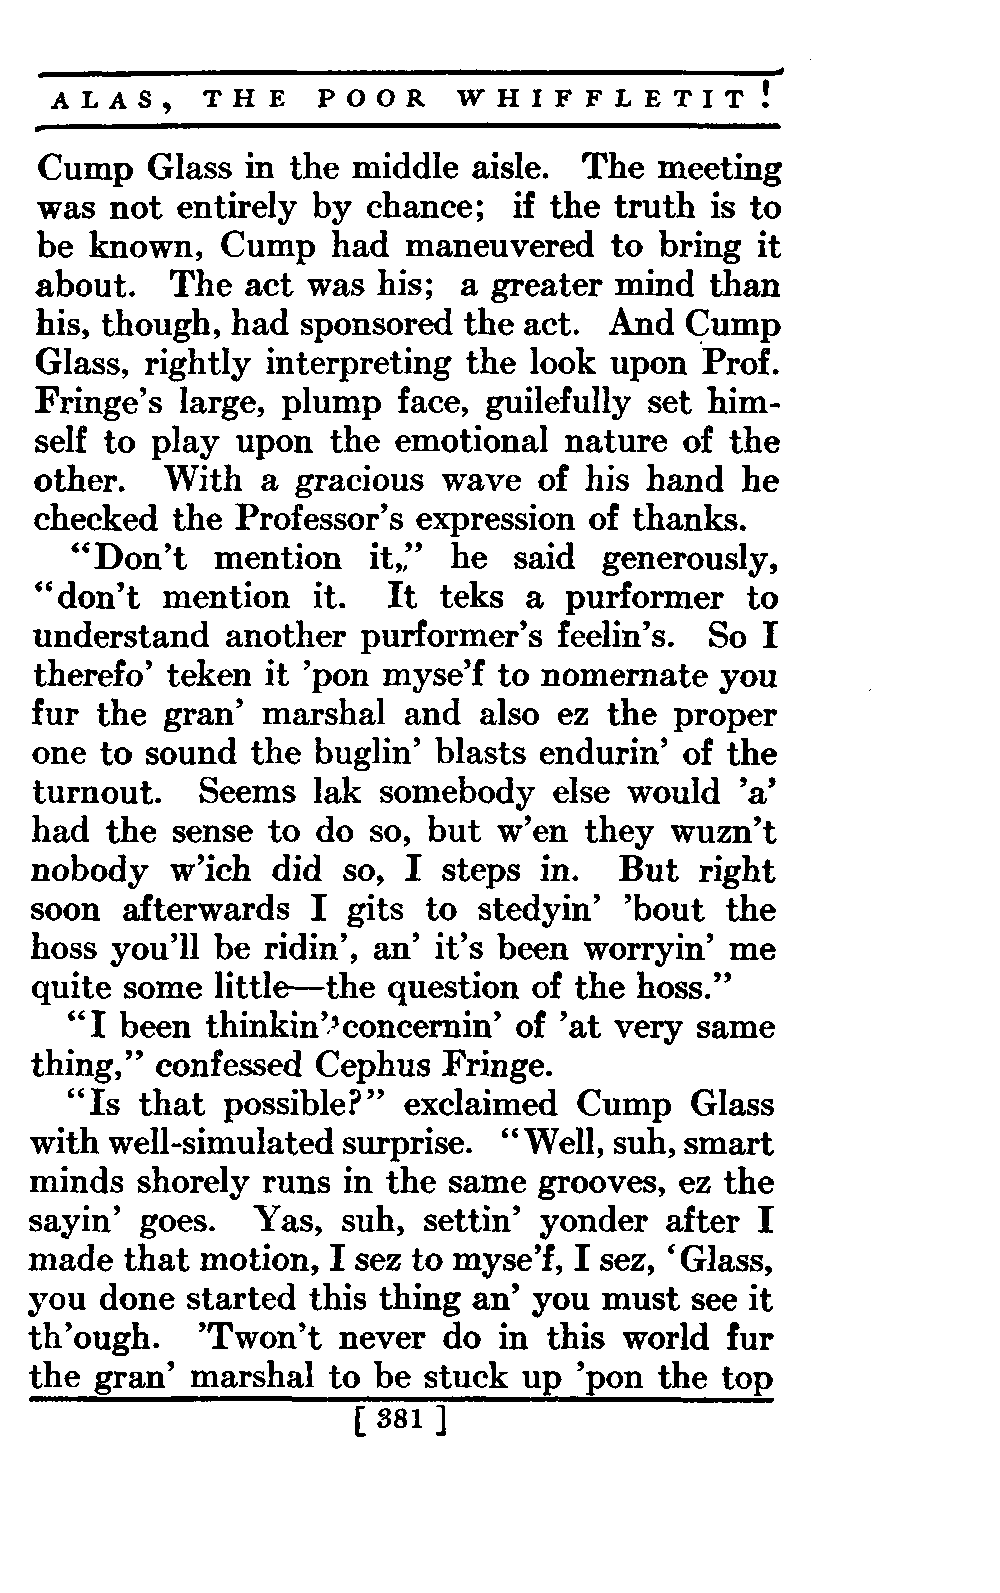 ALAS, THE POOR WHIFFLETIT!
Cump Glass in the middle aisle. The meeting
was not entirely by chance; if the truth is to
be known, Cump had maneuvered to bring it
about. The act was his; a greater mind than
his, though, had sponsored the act. And Cump
Glass, rightly interpreting the look upon Prof.
Fringe's large, plump face, guilefully set him-
self to play upon the emotional nature of the
other. With a gracious wave of his hand he
checked the Professor's expression of thanks.
"Don't mention it," he said generously,
"don't mention it. It teks a purformer to
understand another purformer's feelin's. So I
therefo' teken it 'pon myse'f to nomernate you
fur the gran' marshal and also ez the proper
one to sound the buglin' blasts endurin' of the
turnout. Seems lak somebody else would 'a'
had the sense to do so, but w'en they wuzn't
nobody w'ich did so, I steps in. But right
soon afterwards I gits to stedyin' 'bout the
hoss you'll be ridin', an' it's been worryin' me
quite some little—the question of the hoss."
"I been thinkin' concernin' of 'at very same
thing," confessed Cephus Fringe.
"Is that possible?" exclaimed Cump Glass
with well-simulated surprise. "Well, suh, smart
minds shorely runs in the same grooves, ez the
sayin' goes. Yas, suh, settin' yonder after I
made that motion, I sez to myse'f, I sez, 'Glass,
you done started this thing an' you must see it
th'ough. 'Twon't never do in this world fur
the gran' marshal to be stuck up 'pon the top
[ 381 ]